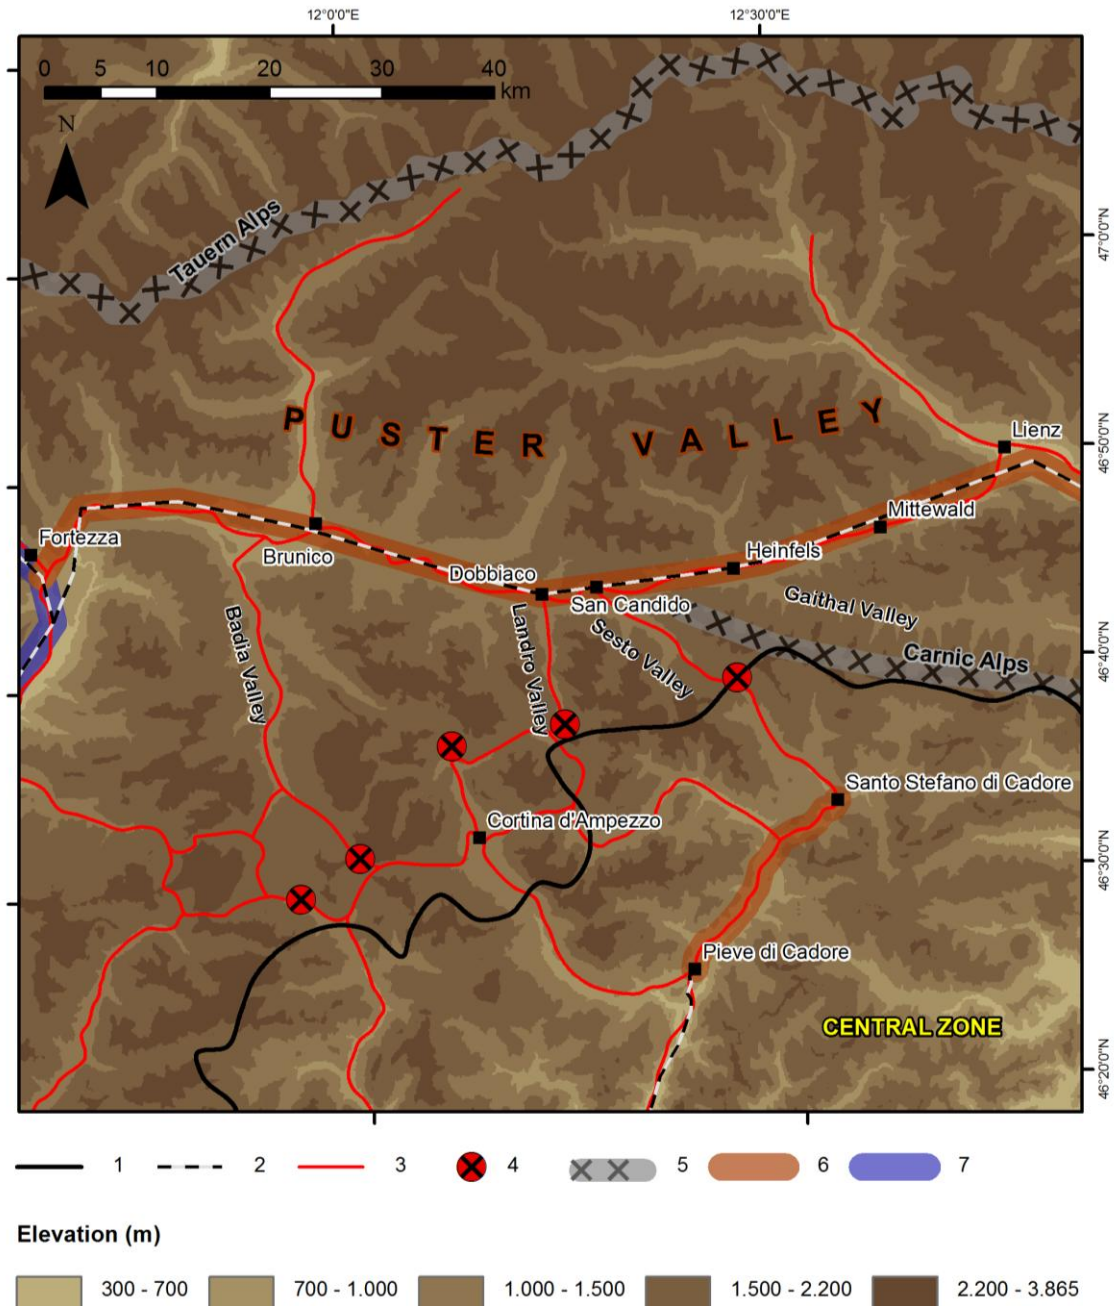 12°0'0"E 12°30'0"E
0 5 10 20 30 40
km
N
Tauern Alps
47°0'0"N
PUSTER VALLEY
Lienz
46°50'0"N
Mittewald
Fortezza
Brunico
Heinfels
Dobbiaco
San Candido
Gaithal Valley
Badia Valley
Landro Valley
Sesto Valley
Carnic Alps
46°40'0"N
Santo Stefano di Cadore
Cortina d'Ampezzo
46°30'0"N
Pieve di Cadore
CENTRAL ZONE
46°20'0"N
1 2 3 4 5 6 7
Elevation (m)
300 - 700 700 - 1.000 1.000 - 1.500 1.500 - 2.200 2.200 - 3.865